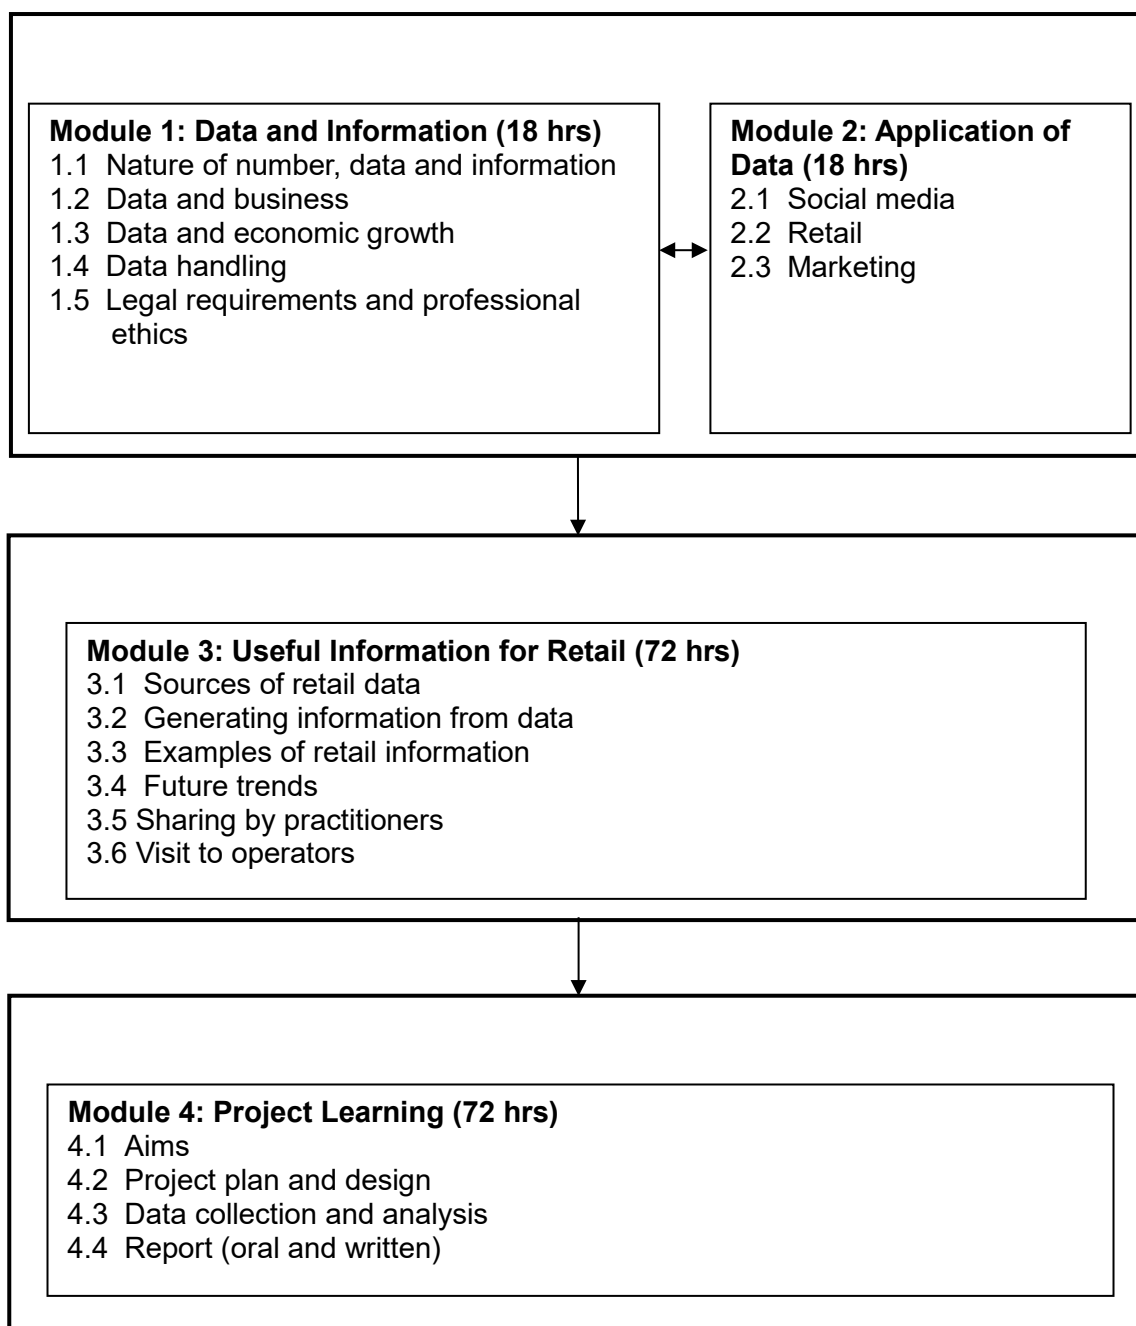 Module 1: Data and Information (18 hrs)
1.1 Nature of number, data and information
1.2 Data and business
1.3 Data and economic growth
1.4 Data handling
1.5 Legal requirements and professional
ethics
Module 2: Application of
Data (18 hrs)
2.1 Social media
2.2 Retail
2.3 Marketing
Module 3: Useful Information for Retail (72 hrs)
3.1 Sources of retail data
3.2 Generating information from data
3.3 Examples of retail information
3.4 Future trends
3.5 Sharing by practitioners
3.6 Visit to operators
Module 4: Project Learning (72 hrs)
4.1 Aims
4.2 Project plan and design
4.3 Data collection and analysis
4.4 Report (oral and written)